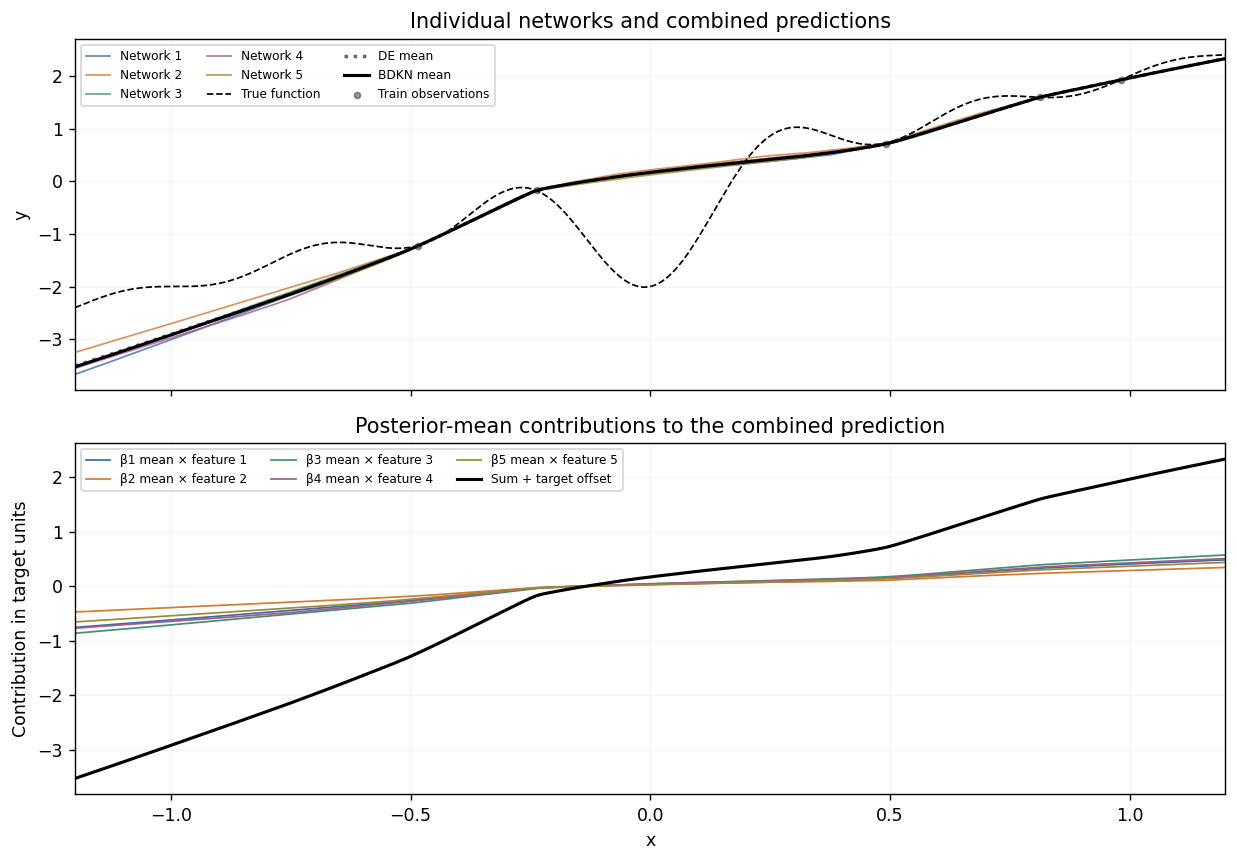 Individual networks and combined predictions
Network 1
Network 2
Network 3
Network 4
Network 5
True function
DE mean
BDKN mean
Train observations
2
1
0
−1
−2
−3
y
Posterior-mean contributions to the combined prediction
β1 mean × feature 1
β2 mean × feature 2
β3 mean × feature 3
β4 mean × feature 4
β5 mean × feature 5
Sum + target offset
2
1
0
−1
−2
−3
Contribution in target units
−1.0
−0.5
0.0
0.5
1.0
x